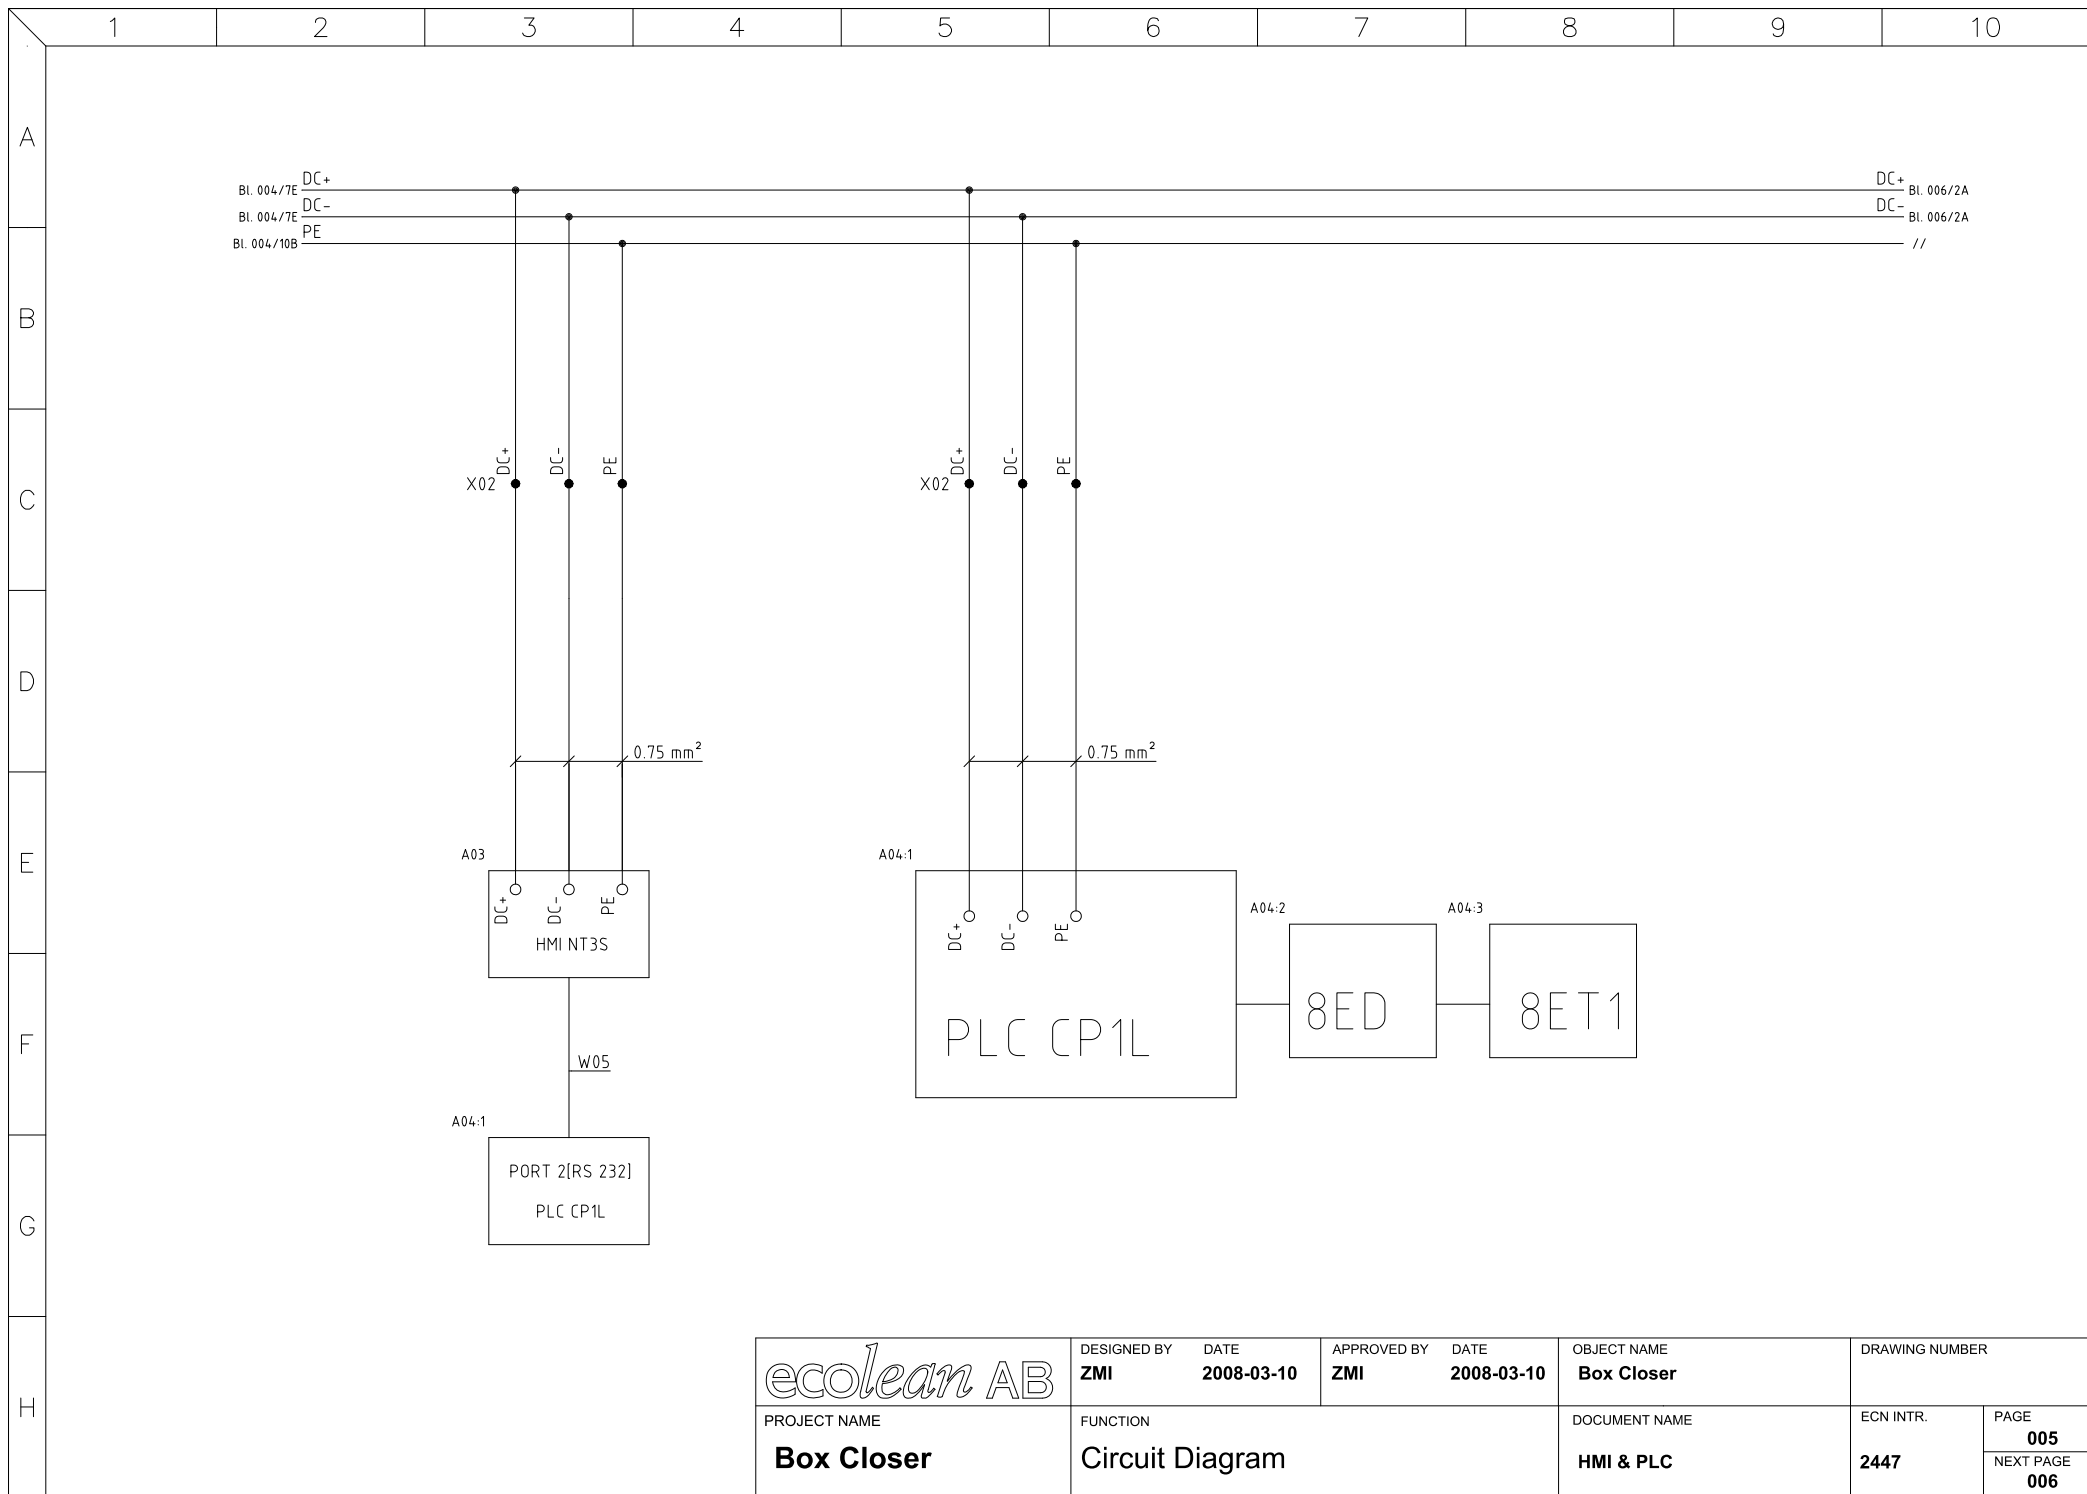 1 2 3 4 5 6 7 8 9 10
A
B
C
D
E
F
G
H
Bl. 004/7E DC+
Bl. 004/7E DC-
Bl. 004/10B PE
DC+ Bl. 006/2A
DC- Bl. 006/2A
//
X02 DC+ DC- PE
X02 DC+ DC- PE
0.75 mm²
0.75 mm²
A03
DC+ DC- PE
HMI NT3S
W05
A04:1
PORT 2[RS 232]
PLC CP1L
A04:1
DC+ DC- PE
PLC CP1L
A04:2
8ED
A04:3
8ET1
ecolean AB
DESIGNED BY DATE
ZMI 2008-03-10
APPROVED BY DATE
ZMI 2008-03-10
OBJECT NAME
Box Closer
DRAWING NUMBER
PROJECT NAME
Box Closer
FUNCTION
Circuit Diagram
DOCUMENT NAME
HMI & PLC
ECN INTR.
2447
PAGE
005
NEXT PAGE
006